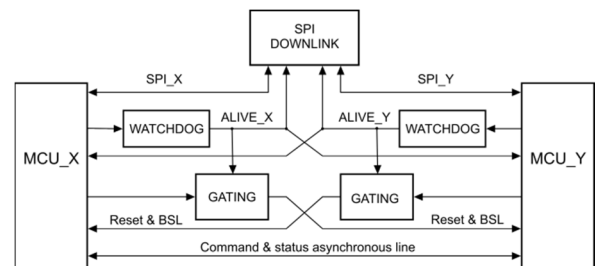 SPI
DOWNLINK
SPI_X
SPI_Y
WATCHDOG
ALIVE_X
ALIVE_Y
WATCHDOG
MCU_X
MCU_Y
GATING
GATING
Reset & BSL
Reset & BSL
Command & status asynchronous line